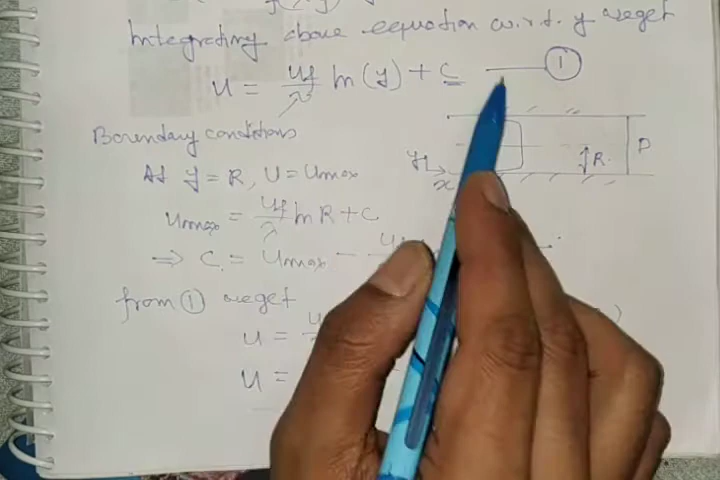 Integrating above equation w.r.t. y we get
u = uf/λ ln(y) + C — ①
Boundary conditions
At y = R, u = umax
D
R.
y
x
umax = uf/λ ln R + C
⇒ C = umax -
from ① we get
u =
u =